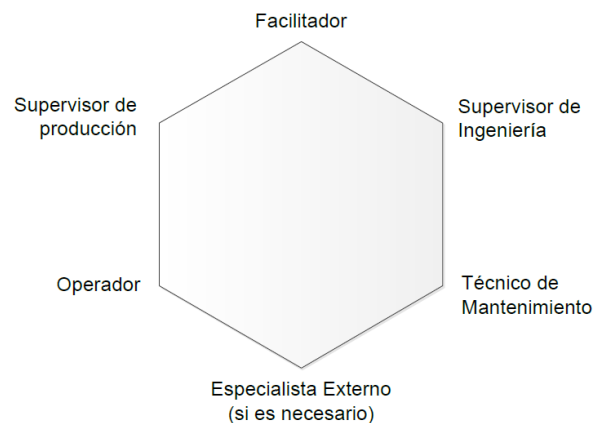 Facilitador
Supervisor de
producción
Supervisor de
Ingeniería
Operador
Técnico de
Mantenimiento
Especialista Externo
(si es necesario)